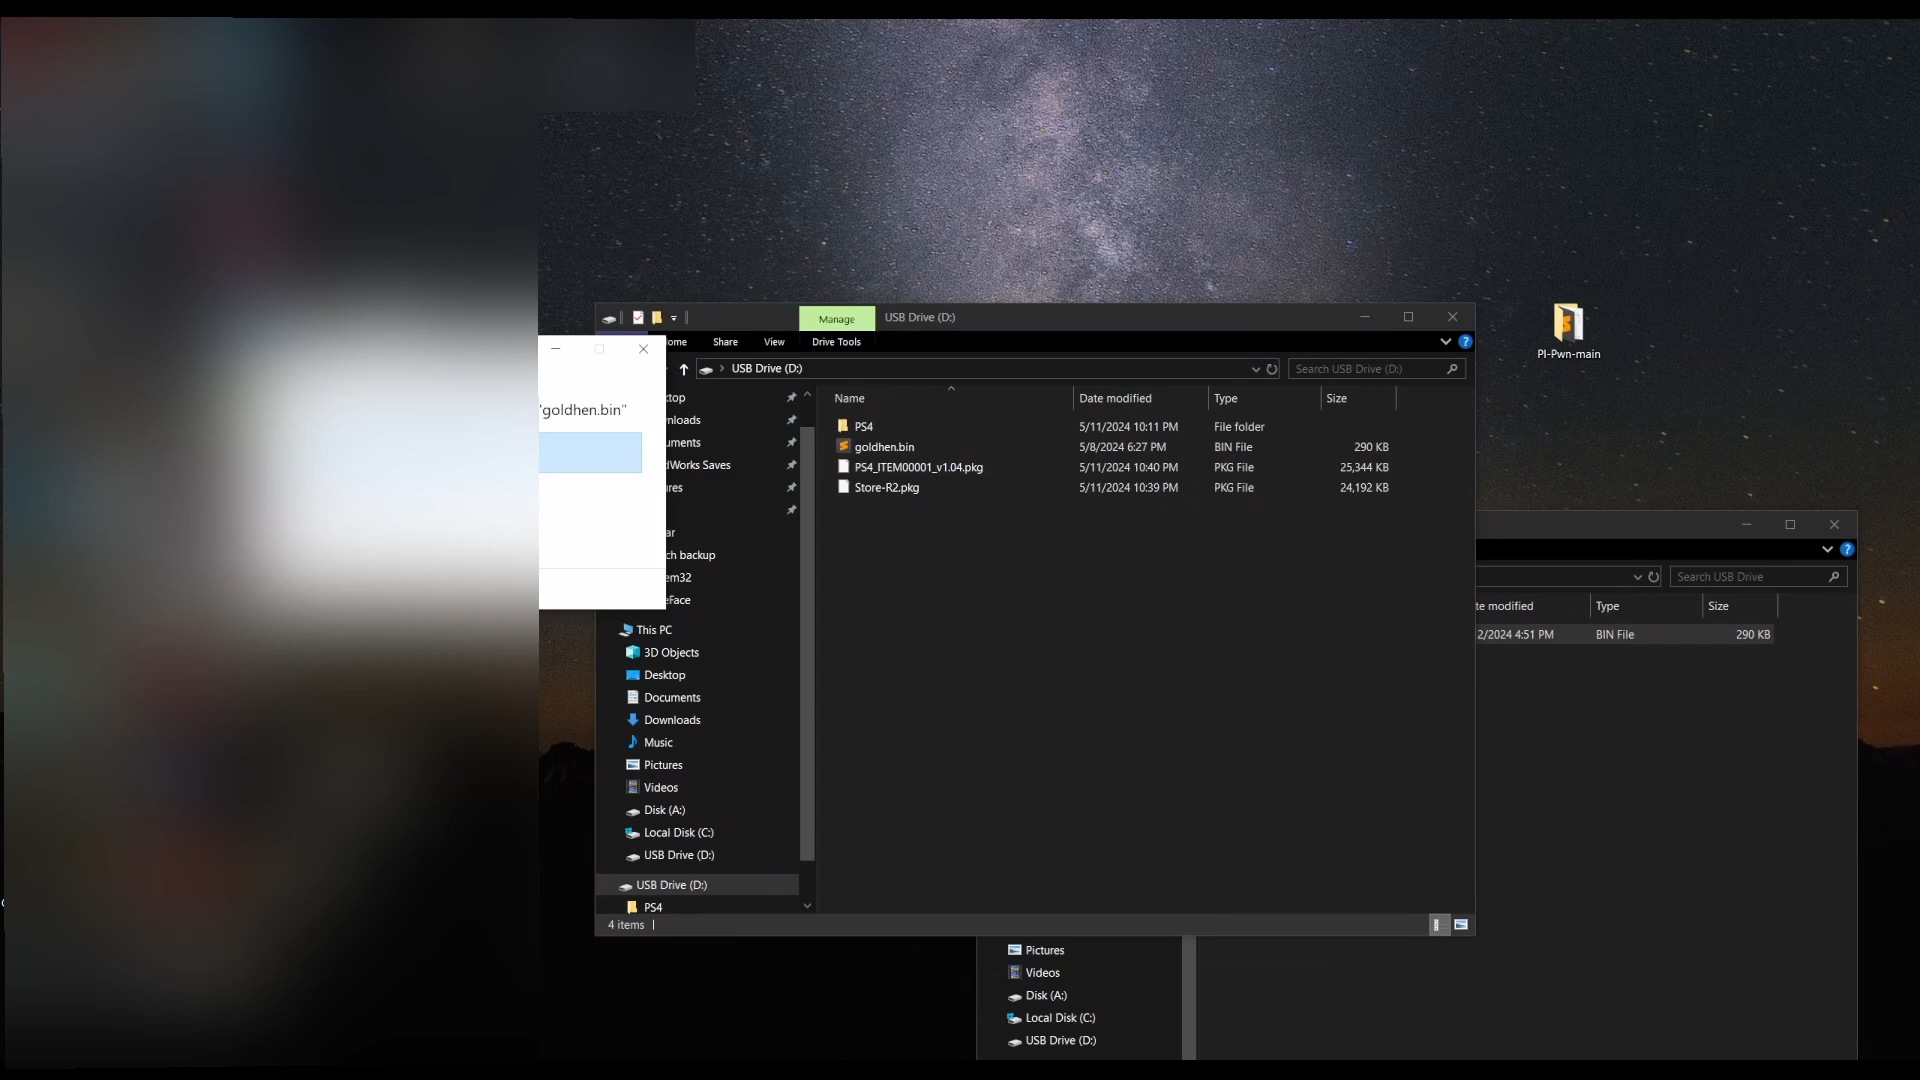 Manage
USB Drive (D:)
ome
Share
View
Drive Tools
USB Drive (D:)
Search USB Drive (D:)
"goldhen.bin"
ktop
nloads
uments
dWorks Saves
ures
ar
ch backup
em32
eFace
This PC
3D Objects
Desktop
Documents
Downloads
Music
Pictures
Videos
Disk (A:)
Local Disk (C:)
USB Drive (D:)
USB Drive (D:)
PS4
4 items
Name
Date modified
Type
Size
PS4
5/11/2024 10:11 PM
File folder
goldhen.bin
5/8/2024 6:27 PM
BIN File
290 KB
PS4_ITEM00001_v1.04.pkg
5/11/2024 10:40 PM
PKG File
25,344 KB
Store-R2.pkg
5/11/2024 10:39 PM
PKG File
24,192 KB
PI-Pwn-main
Search USB Drive
te modified
Type
Size
2/2024 4:51 PM
BIN File
290 KB
Pictures
Videos
Disk (A:)
Local Disk (C:)
USB Drive (D:)